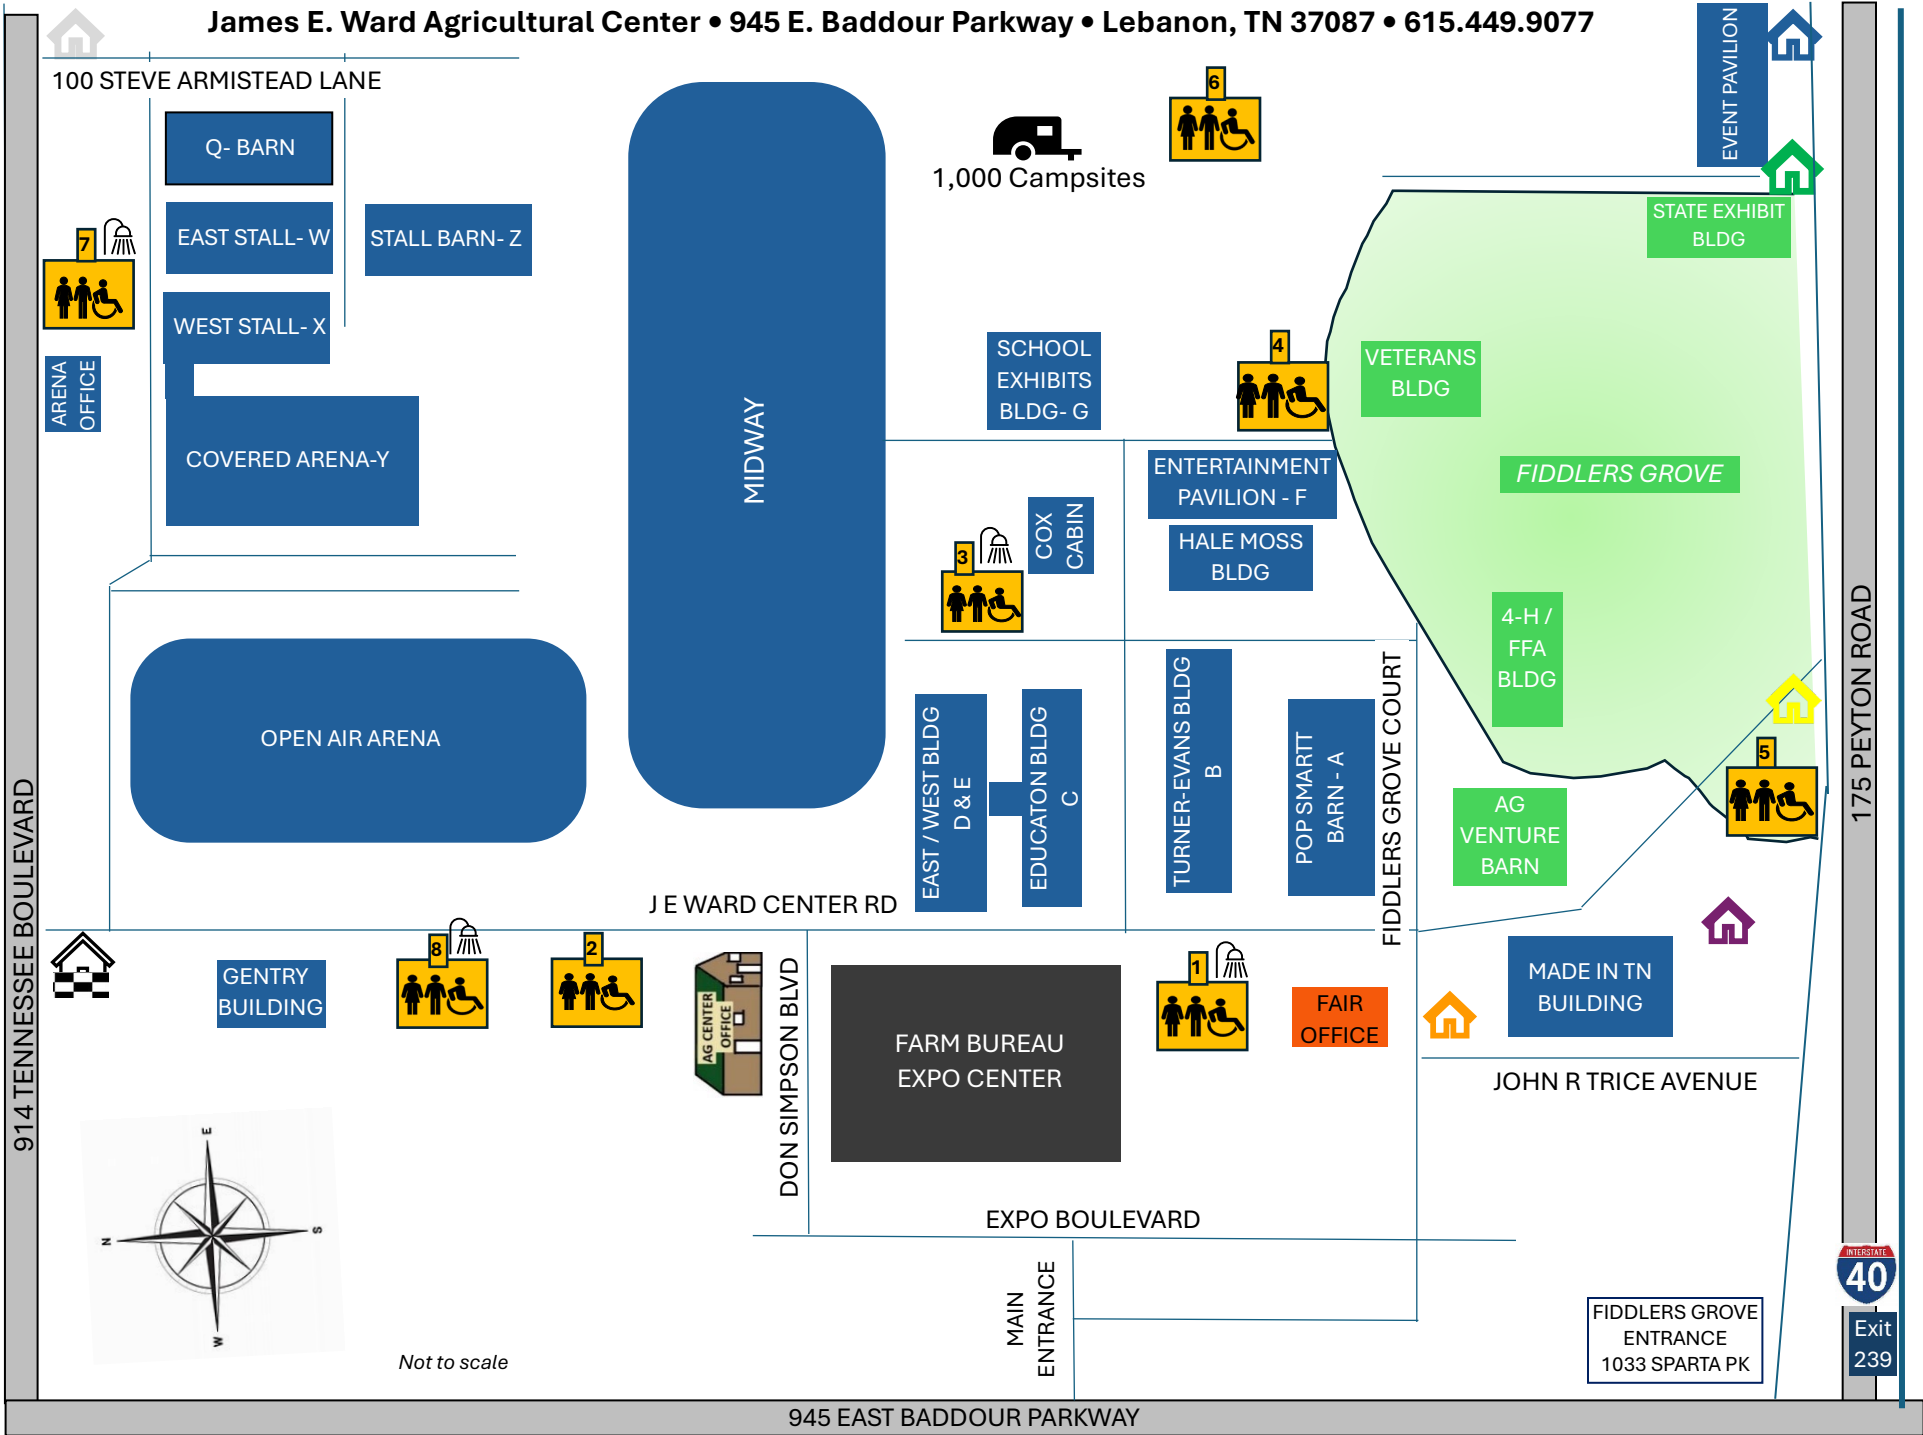 James E. Ward Agricultural Center • 945 E. Baddour Parkway • Lebanon, TN 37087 • 615.449.9077
100 STEVE ARMISTEAD LANE
EVENT PAVILION
6
1,000 Campsites
Q- BARN
EAST STALL- W
STALL BARN- Z
7
WEST STALL- X
ARENA
OFFICE
COVERED ARENA-Y
MIDWAY
STATE EXHIBIT
BLDG
SCHOOL
EXHIBITS
BLDG- G
4
VETERANS
BLDG
FIDDLERS GROVE
ENTERTAINMENT
PAVILION - F
COX
CABIN
HALE MOSS
BLDG
3
4-H /
FFA
BLDG
175 PEYTON ROAD
OPEN AIR ARENA
EAST / WEST BLDG
D & E
EDUCATON BLDG
C
TURNER-EVANS BLDG
B
POP SMARTT
BARN - A
FIDDLERS GROVE COURT
5
AG
VENTURE
BARN
914 TENNESSEE BOULEVARD
J E WARD CENTER RD
GENTRY
BUILDING
8
2
AG CENTER
OFFICE
DON SIMPSON BLVD
FARM BUREAU
EXPO CENTER
1
FAIR
OFFICE
MADE IN TN
BUILDING
JOHN R TRICE AVENUE
E
N
S
W
EXPO BOULEVARD
MAIN
ENTRANCE
Not to scale
FIDDLERS GROVE
ENTRANCE
1033 SPARTA PK
INTERSTATE
40
Exit
239
945 EAST BADDOUR PARKWAY